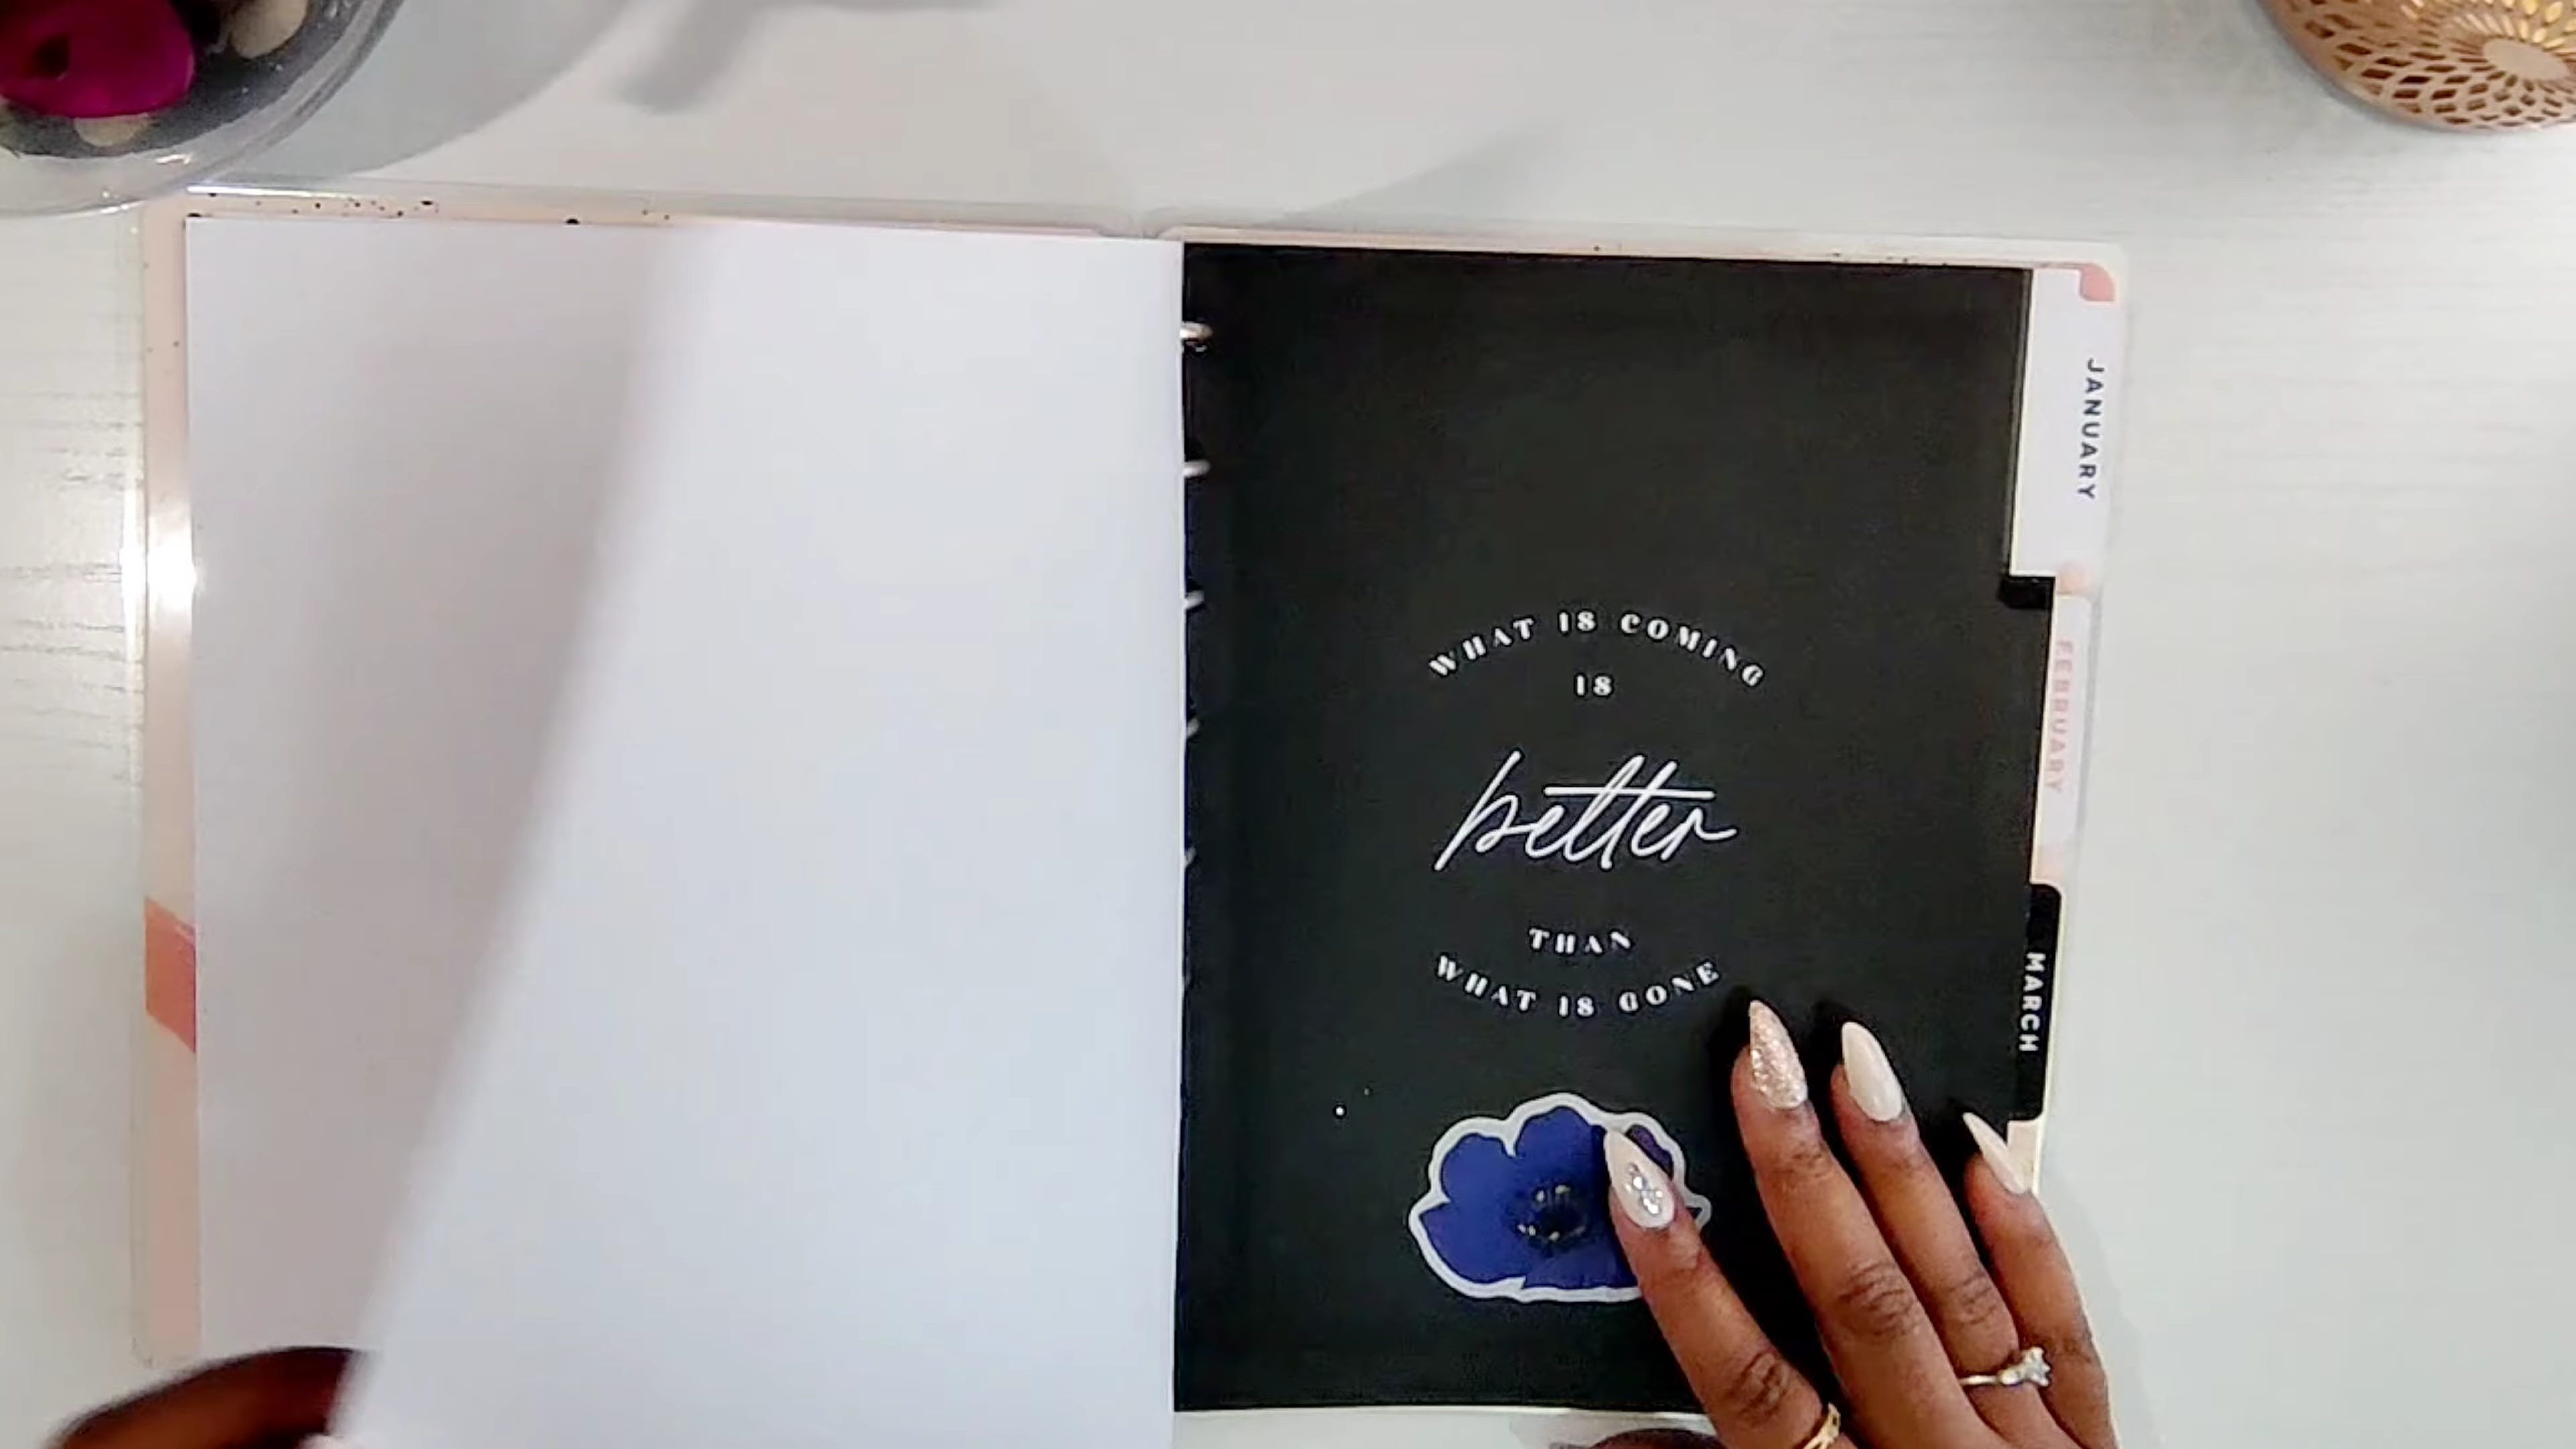 WHAT IS COMING
IS
better
THAN
WHAT IS GONE
JANUARY
FEBRUARY
MARCH